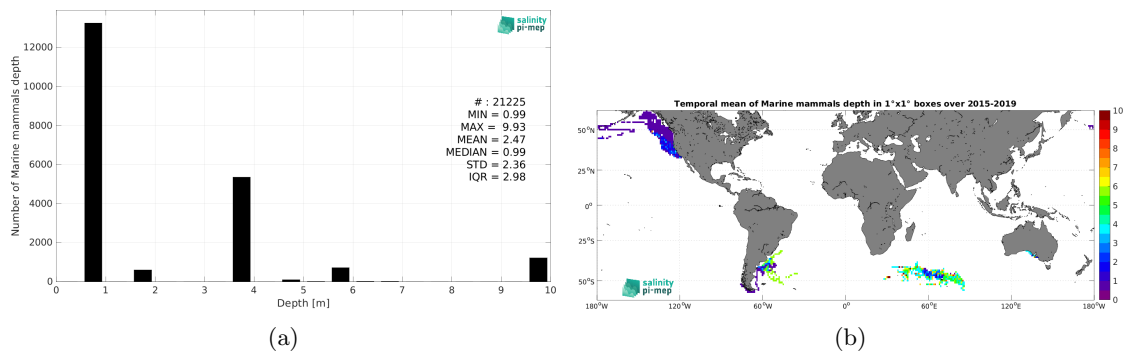 salinity
pi-mep
# : 21225
MIN = 0.99
MAX = 9.93
MEAN = 2.47
MEDIAN = 0.99
STD = 2.36
IQR = 2.98
Number of Marine mammals depth
12000
10000
8000
6000
4000
2000
0
0 1 2 3 4 5 6 7 8 9 10
Depth [m]
(a)
Temporal mean of Marine mammals depth in 1°x1° boxes over 2015-2019
50°N
25°N
0°
25°S
50°S
180°W 120°W 60°W 0° 60°E 120°E 180°W
10
9
8
7
6
5
4
3
2
1
0
salinity
pi-mep
(b)